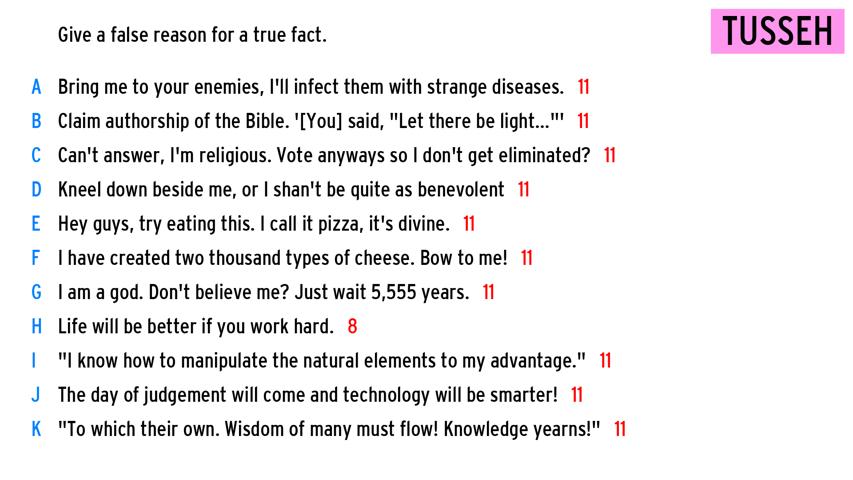 Give a false reason for a true fact.
TUSSEH
A Bring me to your enemies, I'll infect them with strange diseases. 11
B Claim authorship of the Bible. '[You] said, "Let there be light..."' 11
C Can't answer, I'm religious. Vote anyways so I don't get eliminated? 11
D Kneel down beside me, or I shan't be quite as benevolent 11
E Hey guys, try eating this. I call it pizza, it's divine. 11
F I have created two thousand types of cheese. Bow to me! 11
G I am a god. Don't believe me? Just wait 5,555 years. 11
H Life will be better if you work hard. 8
I "I know how to manipulate the natural elements to my advantage." 11
J The day of judgement will come and technology will be smarter! 11
K "To which their own. Wisdom of many must flow! Knowledge yearns!" 11